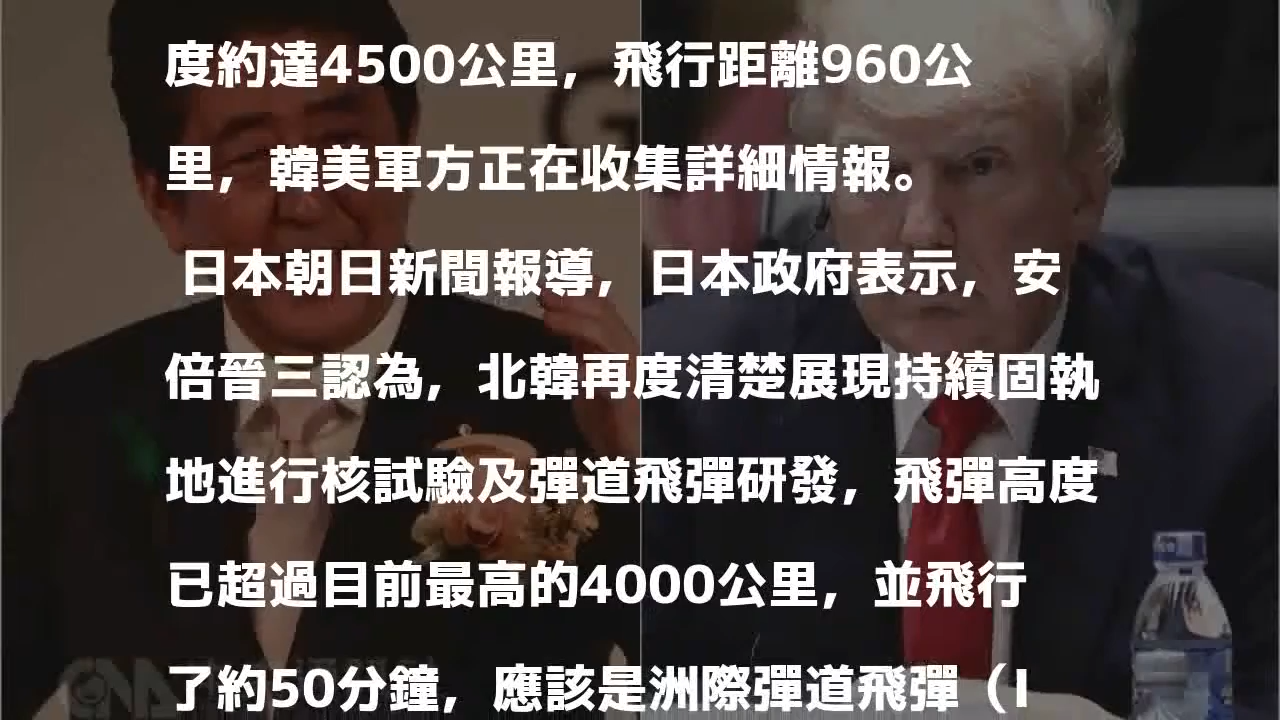 度約達4500公里，飛行距離960公
里，韓美軍方正在收集詳細情報。
日本朝日新聞報導，日本政府表示，安
倍晉三認為，北韓再度清楚展現持續固執
地進行核試驗及彈道飛彈研發，飛彈高度
已超過目前最高的4000公里，並飛行
了約50分鐘，應該是洲際彈道飛彈（I
CNA